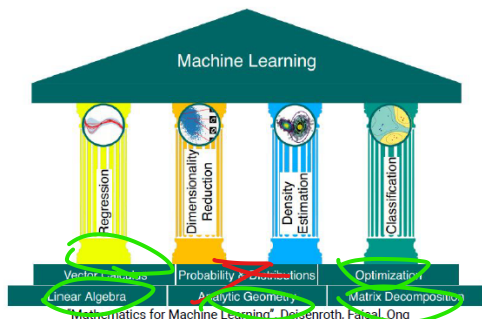 Machine Learning
Regression
Dimensionality
Reduction
Density
Estimation
Classification
Vector Calculus
Probability & Distributions
Optimization
Linear Algebra
Analytic Geometry
Matrix Decomposition
"Mathematics for Machine Learning", Deisenroth, Faisal, Ong